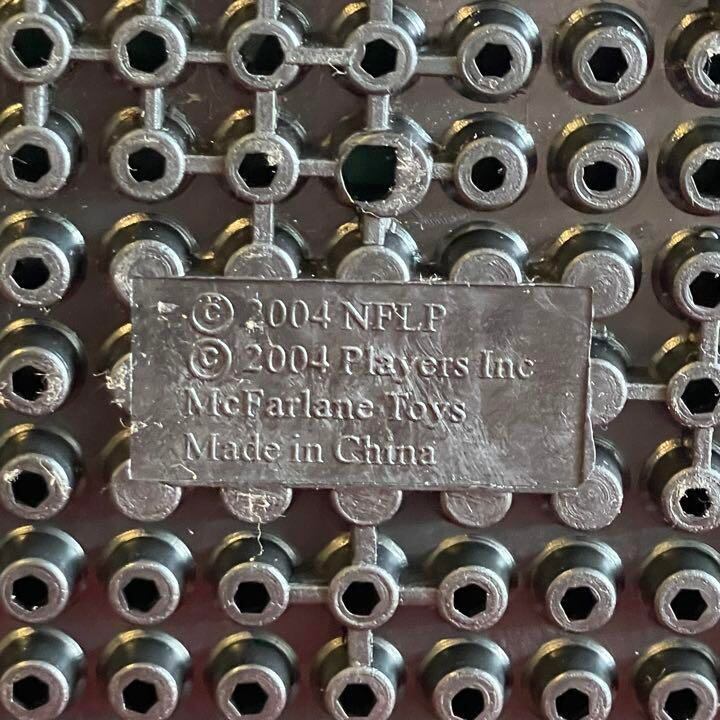 © 2004 NFLP
© 2004 Players Inc
McFarlane Toys
Made in China